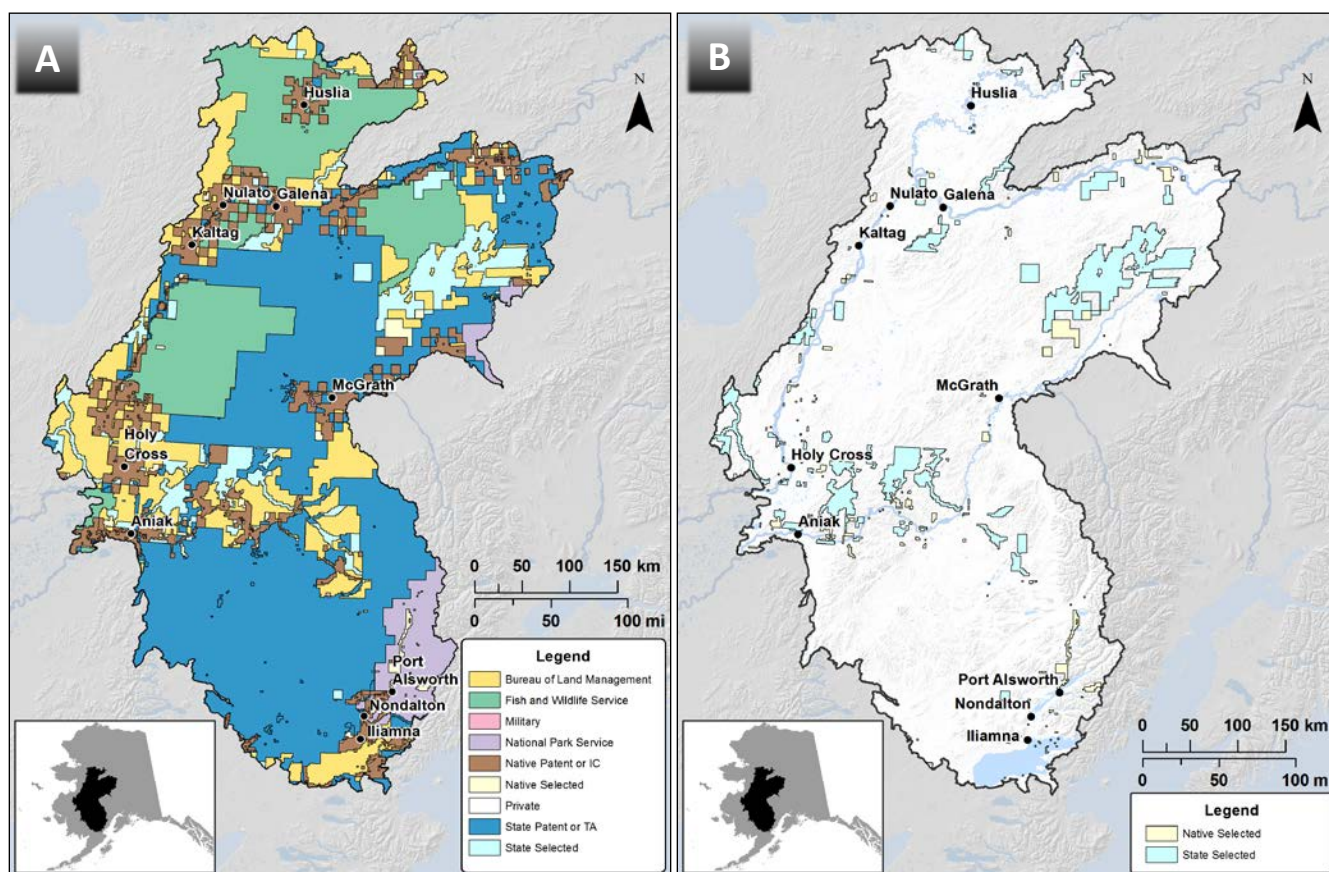 A
N
Huslia
Nulato Galena
Kaltag
McGrath
Holy
Cross
Aniak
Port
Alsworth
Nondalton
Iliamna
0 50 100 150 km
0 50 100 mi
Legend
Bureau of Land Management
Fish and Wildlife Service
Military
National Park Service
Native Patent or IC
Native Selected
Private
State Patent or TA
State Selected
B
N
Huslia
Nulato Galena
Kaltag
McGrath
Holy Cross
Aniak
Port Alsworth
Nondalton
Iliamna
0 50 100 150 km
0 50 100 mi
Legend
Native Selected
State Selected